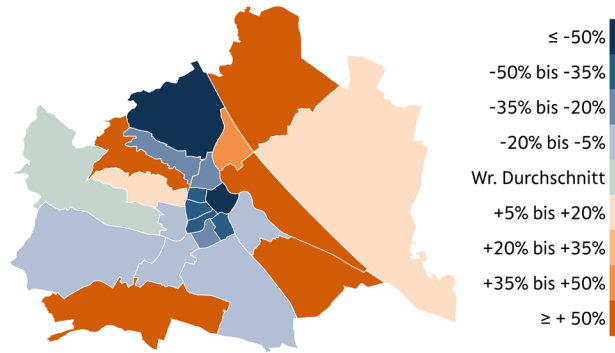 ≤ -50%
-50% bis -35%
-35% bis -20%
-20% bis -5%
Wr. Durchschnitt
+5% bis +20%
+20% bis +35%
+35% bis +50%
≥ + 50%